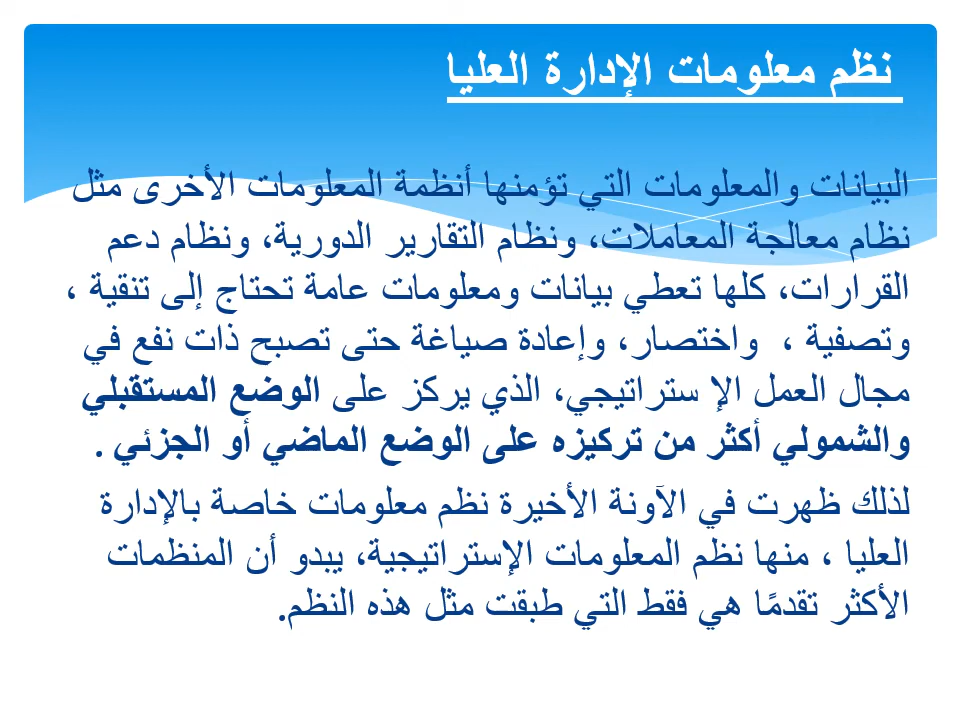 نظم معلومات الإدارة العليا
البيانات والمعلومات التي تؤمنها أنظمة المعلومات الأخرى مثل
نظام معالجة المعاملات، ونظام التقارير الدورية، ونظام دعم
القرارات، كلها تعطي بيانات ومعلومات عامة تحتاج إلى تنقية ،
وتصفية ، واختصار، وإعادة صياغة حتى تصبح ذات نفع في
مجال العمل الإ ستراتيجي، الذي يركز على الوضع المستقبلي
والشمولي أكثر من تركيزه على الوضع الماضي أو الجزئي .
لذلك ظهرت في الآونة الأخيرة نظم معلومات خاصة بالإدارة
العليا ، منها نظم المعلومات الإستراتيجية، يبدو أن المنظمات
الأكثر تقدمًا هي فقط التي طبقت مثل هذه النظم.